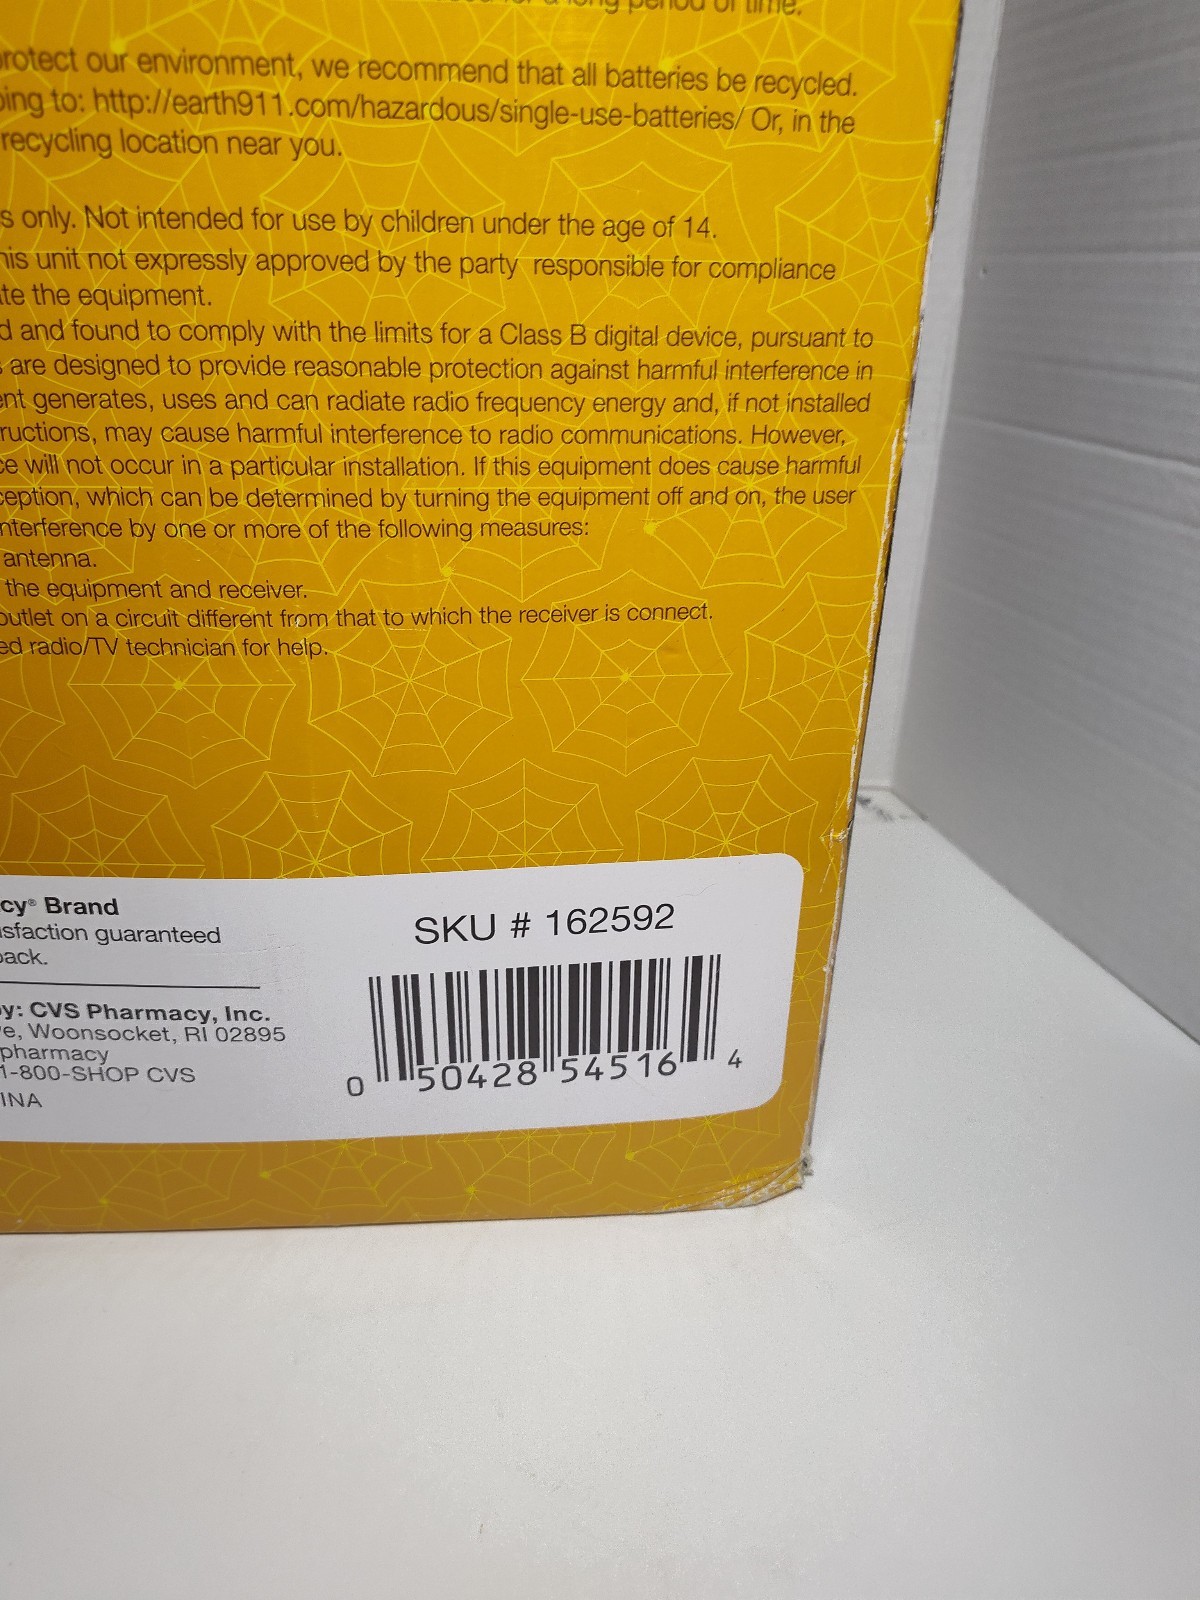 for a long period of time.
protect our environment, we recommend that all batteries be recycled.
going to: http://earth911.com/hazardous/single-use-batteries/ Or, in the
recycling location near you.
s only. Not intended for use by children under the age of 14.
his unit not expressly approved by the party responsible for compliance
te the equipment.
d and found to comply with the limits for a Class B digital device, pursuant to
s are designed to provide reasonable protection against harmful interference in
ent generates, uses and can radiate radio frequency energy and, if not installed
ructions, may cause harmful interference to radio communications. However,
ce will not occur in a particular installation. If this equipment does cause harmful
ception, which can be determined by turning the equipment off and on, the user
nterference by one or more of the following measures:
antenna.
the equipment and receiver.
outlet on a circuit different from that to which the receiver is connect.
ed radio/TV technician for help.
cy® Brand
isfaction guaranteed
back.
y: CVS Pharmacy, Inc.
e, Woonsocket, RI 02895
pharmacy
1-800-SHOP CVS
INA
SKU # 162592
0 50428 54516 4